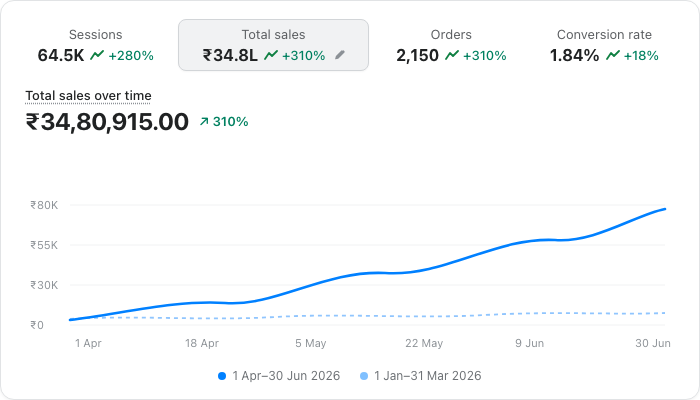 Sessions
64.5K +280%
Total sales
₹34.8L +310%
Orders
2,150 +310%
Conversion rate
1.84% +18%
Total sales over time
₹34,80,915.00 310%
₹80K
₹55K
₹30K
₹0
1 Apr 18 Apr 5 May 22 May 9 Jun 30 Jun
1 Apr–30 Jun 2026 1 Jan–31 Mar 2026